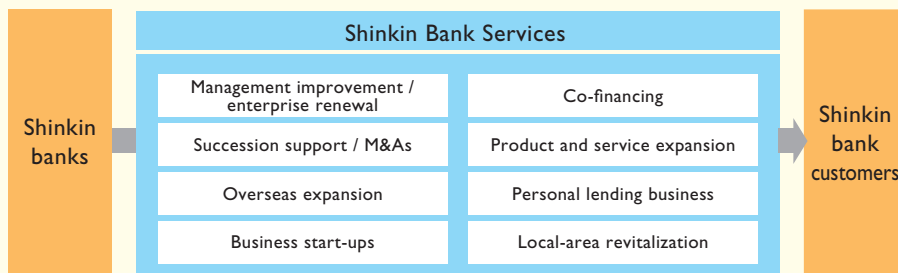 Shinkin
banks
Shinkin Bank Services
Management improvement /
enterprise renewal
Succession support / M&As
Overseas expansion
Business start-ups
Co-financing
Product and service expansion
Personal lending business
Local-area revitalization
Shinkin
bank
customers